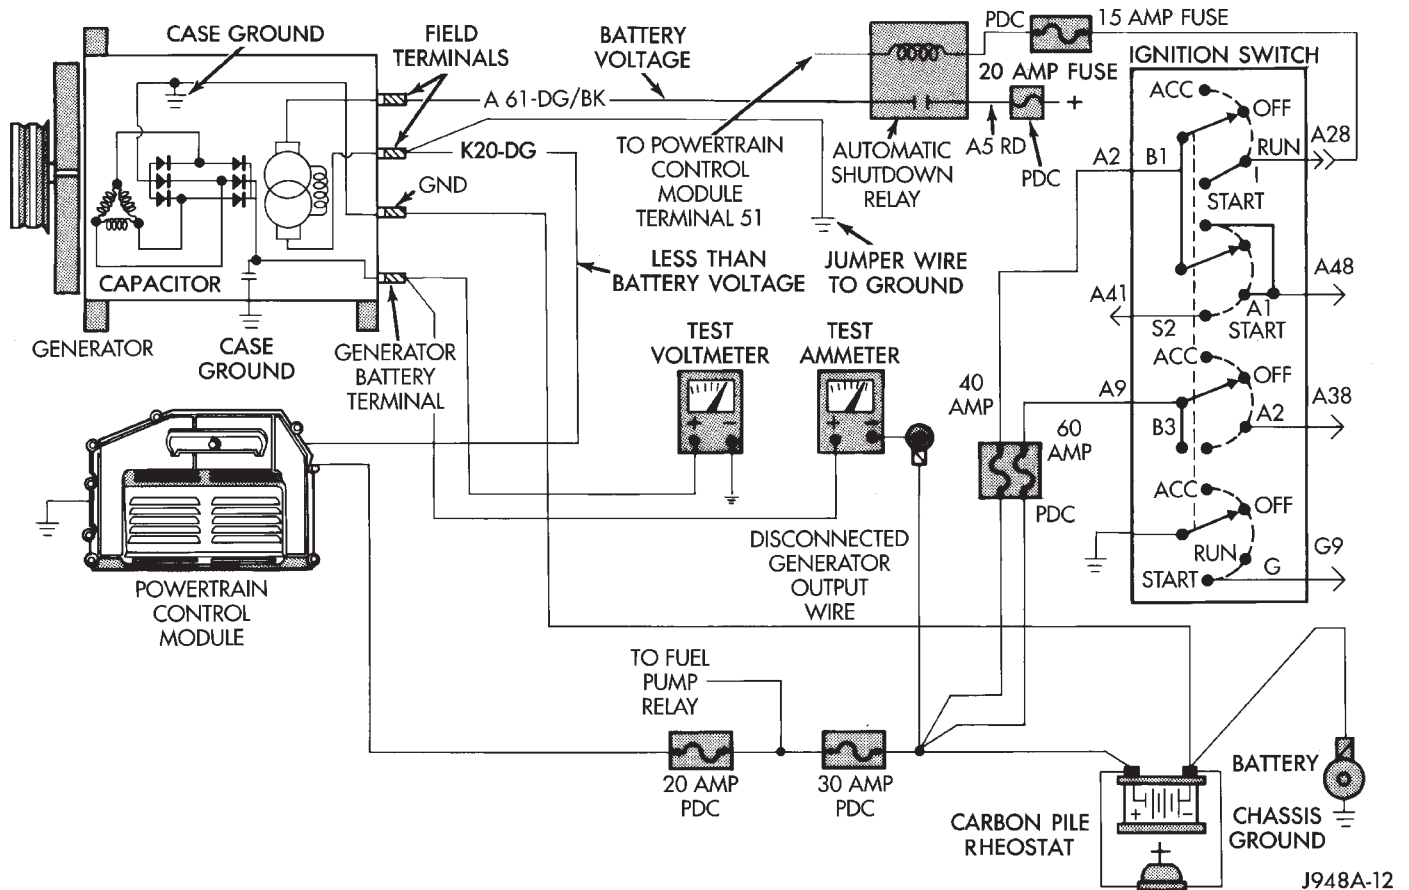 CASE GROUND
FIELD
TERMINALS
BATTERY
VOLTAGE
PDC
15 AMP FUSE
IGNITION SWITCH
20 AMP FUSE
A 61-DG/BK
+
ACC
OFF
RUN
A28
K20-DG
TO POWERTRAIN
CONTROL
MODULE
TERMINAL 51
AUTOMATIC
SHUTDOWN
RELAY
A5 RD
PDC
A2
B1
I
START
GND
CAPACITOR
LESS THAN
BATTERY VOLTAGE
JUMPER WIRE
TO GROUND
A48
A41
S2
A1
START
GENERATOR
CASE
GROUND
GENERATOR
BATTERY
TERMINAL
TEST
VOLTMETER
TEST
AMMETER
+ -
+ -
40
AMP
60
AMP
PDC
ACC
OFF
A9
B3
A2
A38
ACC
OFF
RUN
START
G
G9
POWERTRAIN
CONTROL
MODULE
DISCONNECTED
GENERATOR
OUTPUT
WIRE
TO FUEL
PUMP
RELAY
20 AMP
PDC
30 AMP
PDC
BATTERY
+ -
CARBON PILE
RHEOSTAT
CHASSIS
GROUND
+
J948A-12